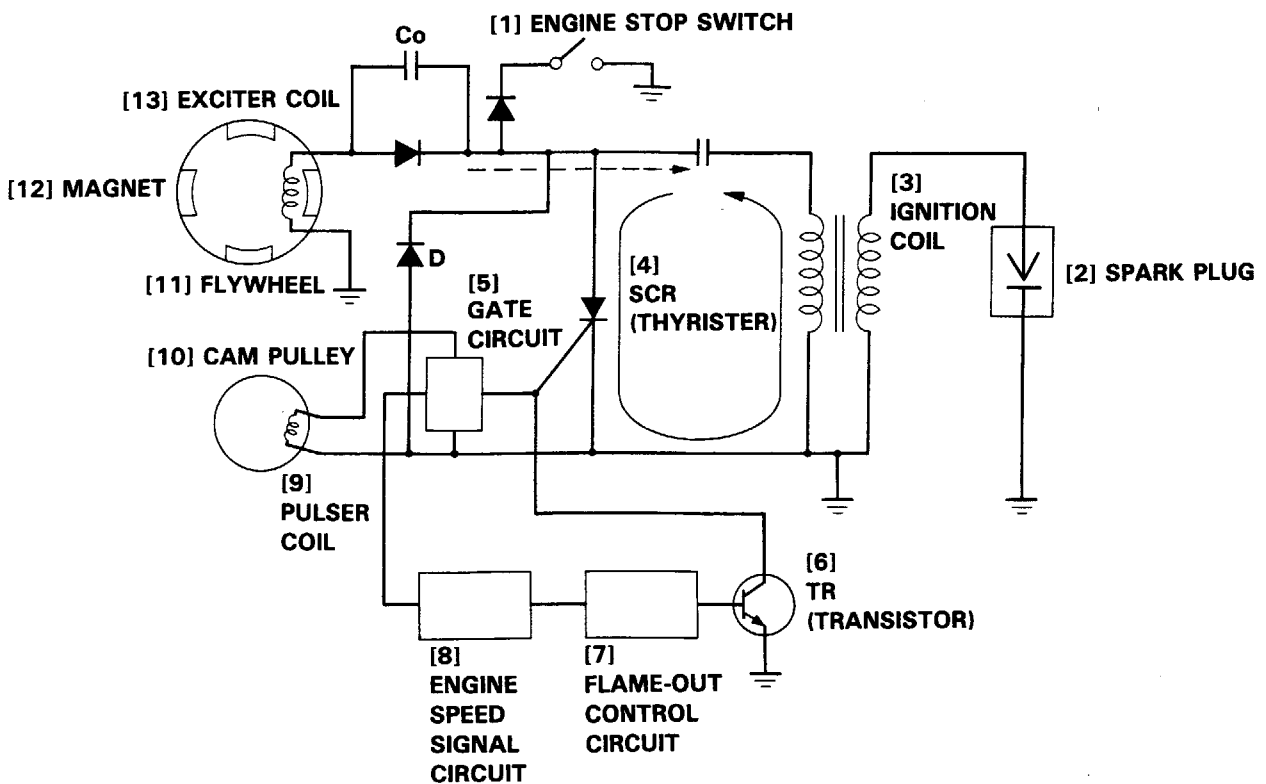 [1] ENGINE STOP SWITCH
Co
[13] EXCITER COIL
[12] MAGNET
[3]
IGNITION
COIL
[2] SPARK PLUG
[11] FLYWHEEL
D
[4]
SCR
(THYRISTER)
[5]
GATE
CIRCUIT
[10] CAM PULLEY
[9]
PULSER
COIL
[6]
TR
(TRANSISTOR)
[8]
ENGINE
SPEED
SIGNAL
CIRCUIT
[7]
FLAME-OUT
CONTROL
CIRCUIT